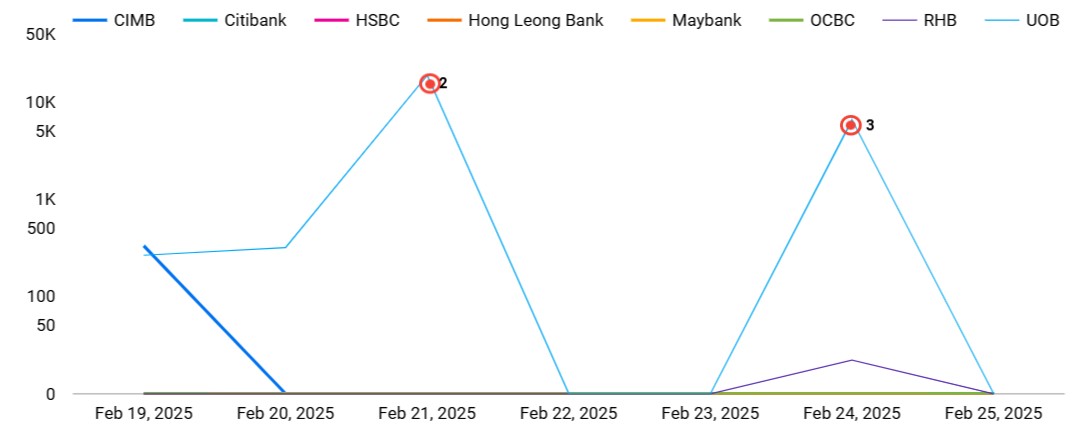 CIMB Citibank HSBC Hong Leong Bank Maybank OCBC RHB UOB
50K
2
10K
3
5K
1K
500
100
50
0
Feb 19, 2025 Feb 20, 2025 Feb 21, 2025 Feb 22, 2025 Feb 23, 2025 Feb 24, 2025 Feb 25, 2025